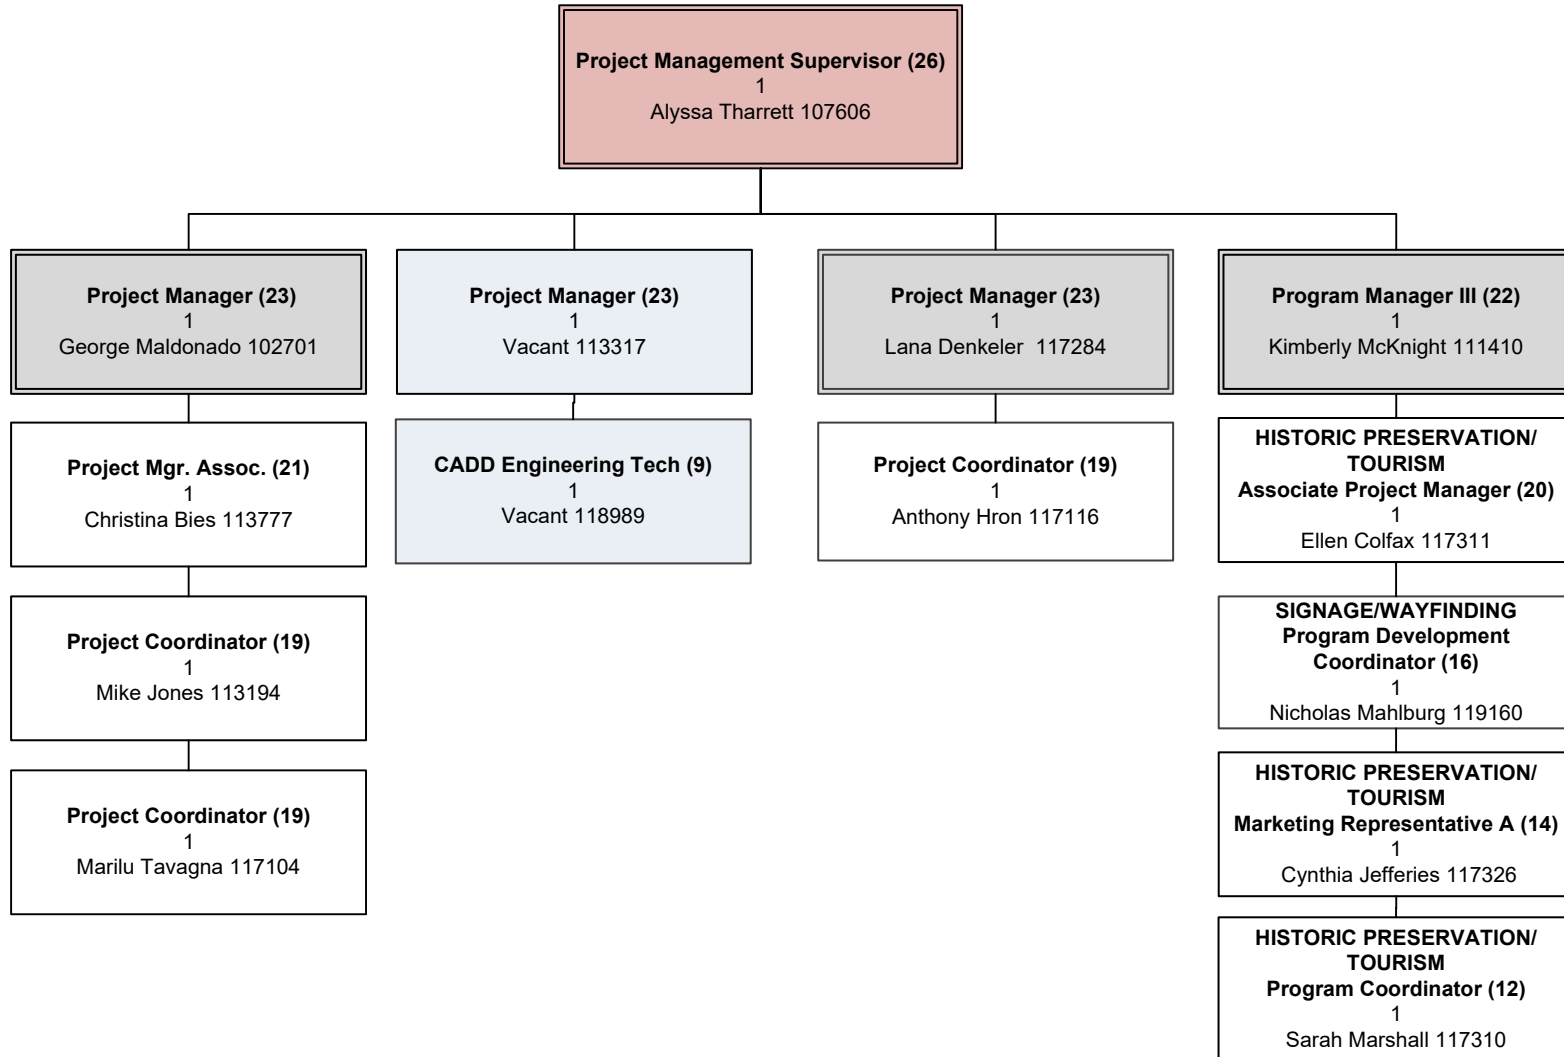 Project Management Supervisor (26)
1
Alyssa Tharrett 107606
Project Manager (23)
1
George Maldonado 102701
Project Mgr. Assoc. (21)
1
Christina Bies 113777
Project Coordinator (19)
1
Mike Jones 113194
Project Coordinator (19)
1
Marilu Tavagna 117104
Project Manager (23)
1
Vacant 113317
CADD Engineering Tech (9)
1
Vacant 118989
Project Manager (23)
1
Lana Denkeler  117284
Project Coordinator (19)
1
Anthony Hron 117116
Program Manager III (22)
1
Kimberly McKnight 111410
HISTORIC PRESERVATION/
TOURISM
Associate Project Manager (20)
1
Ellen Colfax 117311
SIGNAGE/WAYFINDING
Program Development
Coordinator (16)
1
Nicholas Mahlburg 119160
HISTORIC PRESERVATION/
TOURISM
Marketing Representative A (14)
1
Cynthia Jefferies 117326
HISTORIC PRESERVATION/
TOURISM
Program Coordinator (12)
1
Sarah Marshall 117310